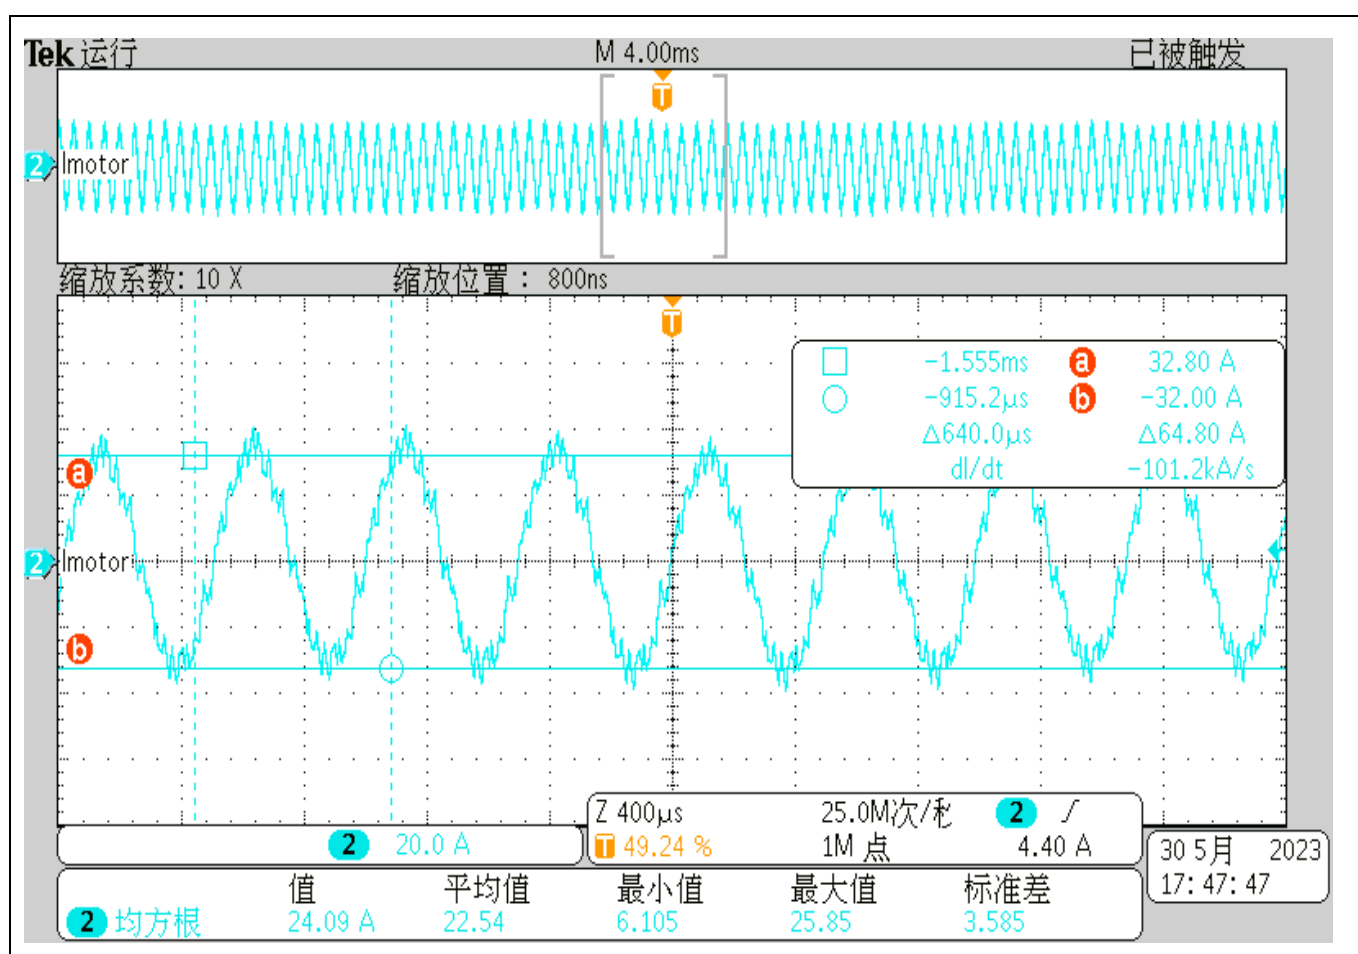 Tek 运行 M 4.00ms 已被触发
T
2 Imotor
缩放系数: 10 X 缩放位置： 800ns
T
-1.555ms a 32.80 A
-915.2μs b -32.00 A
Δ640.0μs Δ64.80 A
dI/dt -101.2kA/s
a
2 Imotor
b
2 20.0 A
Z 400μs 25.0M次/秒 2
T 49.24 % 1M 点 4.40 A
30 5月 2023
17:47:47
值 平均值 最小值 最大值 标准差
2 均方根 24.09 A 22.54 6.105 25.85 3.585